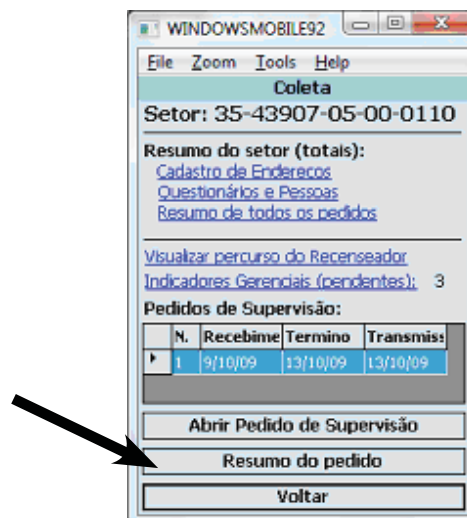 WINDOWSMOBILE92
File Zoom Tools Help
Coleta
Setor: 35-43907-05-00-0110
Resumo do setor (totais):
Cadastro de Enderecos
Questionários e Pessoas
Resumo de todos os pedidos
Visualizar percurso do Recenseador
Indicadores Gerenciais (pendentes): 3
Pedidos de Supervisão:
N. Recebime Termino Transmiss
1 9/10/09 13/10/09 13/10/09
Abrir Pedido de Supervisão
Resumo do pedido
Voltar